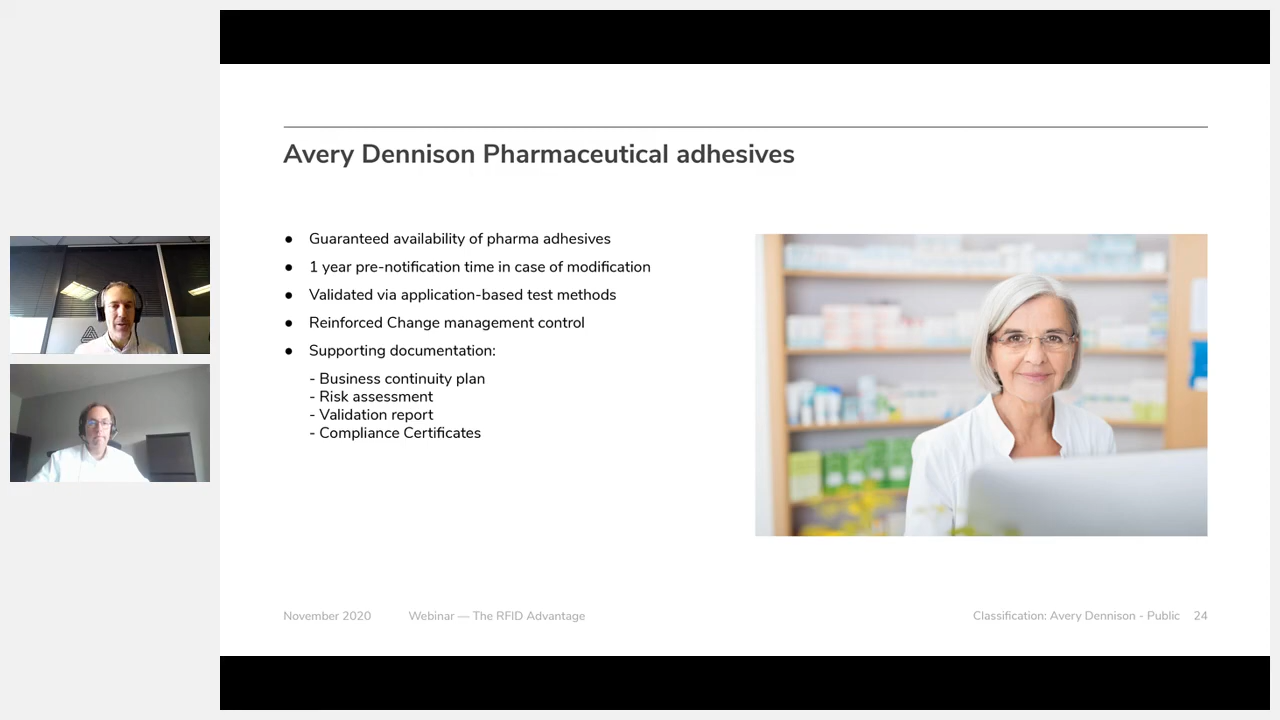 Avery Dennison Pharmaceutical adhesives
● Guaranteed availability of pharma adhesives
● 1 year pre-notification time in case of modification
● Validated via application-based test methods
● Reinforced Change management control
● Supporting documentation:
- Business continuity plan
- Risk assessment
- Validation report
- Compliance Certificates
November 2020 Webinar — The RFID Advantage Classification: Avery Dennison - Public 24